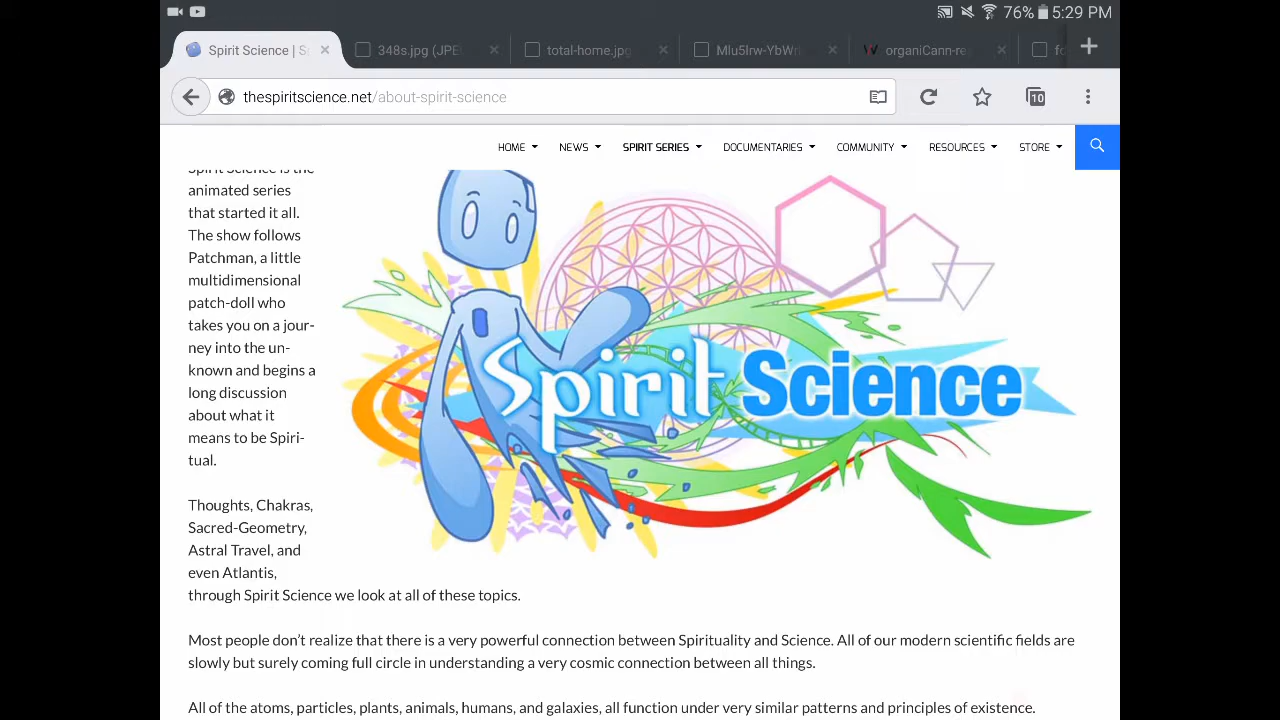 76% 5:29 PM
Spirit Science | S
348s.jpg (JPE
total-home.jpg
Mlu5Irw-YbW
organiCann-re
fo
thespiritscience.net/about-spirit-science
10
HOME NEWS SPIRIT SERIES DOCUMENTARIES COMMUNITY RESOURCES STORE
Spirit Science is the
animated series
that started it all.
The show follows
Patchman, a little
multidimensional
patch-doll who
takes you on a jour-
ney into the un-
known and begins a
long discussion
about what it
means to be Spiri-
tual.
Spirit Science
Thoughts, Chakras,
Sacred-Geometry,
Astral Travel, and
even Atlantis,
through Spirit Science we look at all of these topics.
Most people don't realize that there is a very powerful connection between Spirituality and Science. All of our modern scientific fields are
slowly but surely coming full circle in understanding a very cosmic connection between all things.
All of the atoms, particles, plants, animals, humans, and galaxies, all function under very similar patterns and principles of existence.